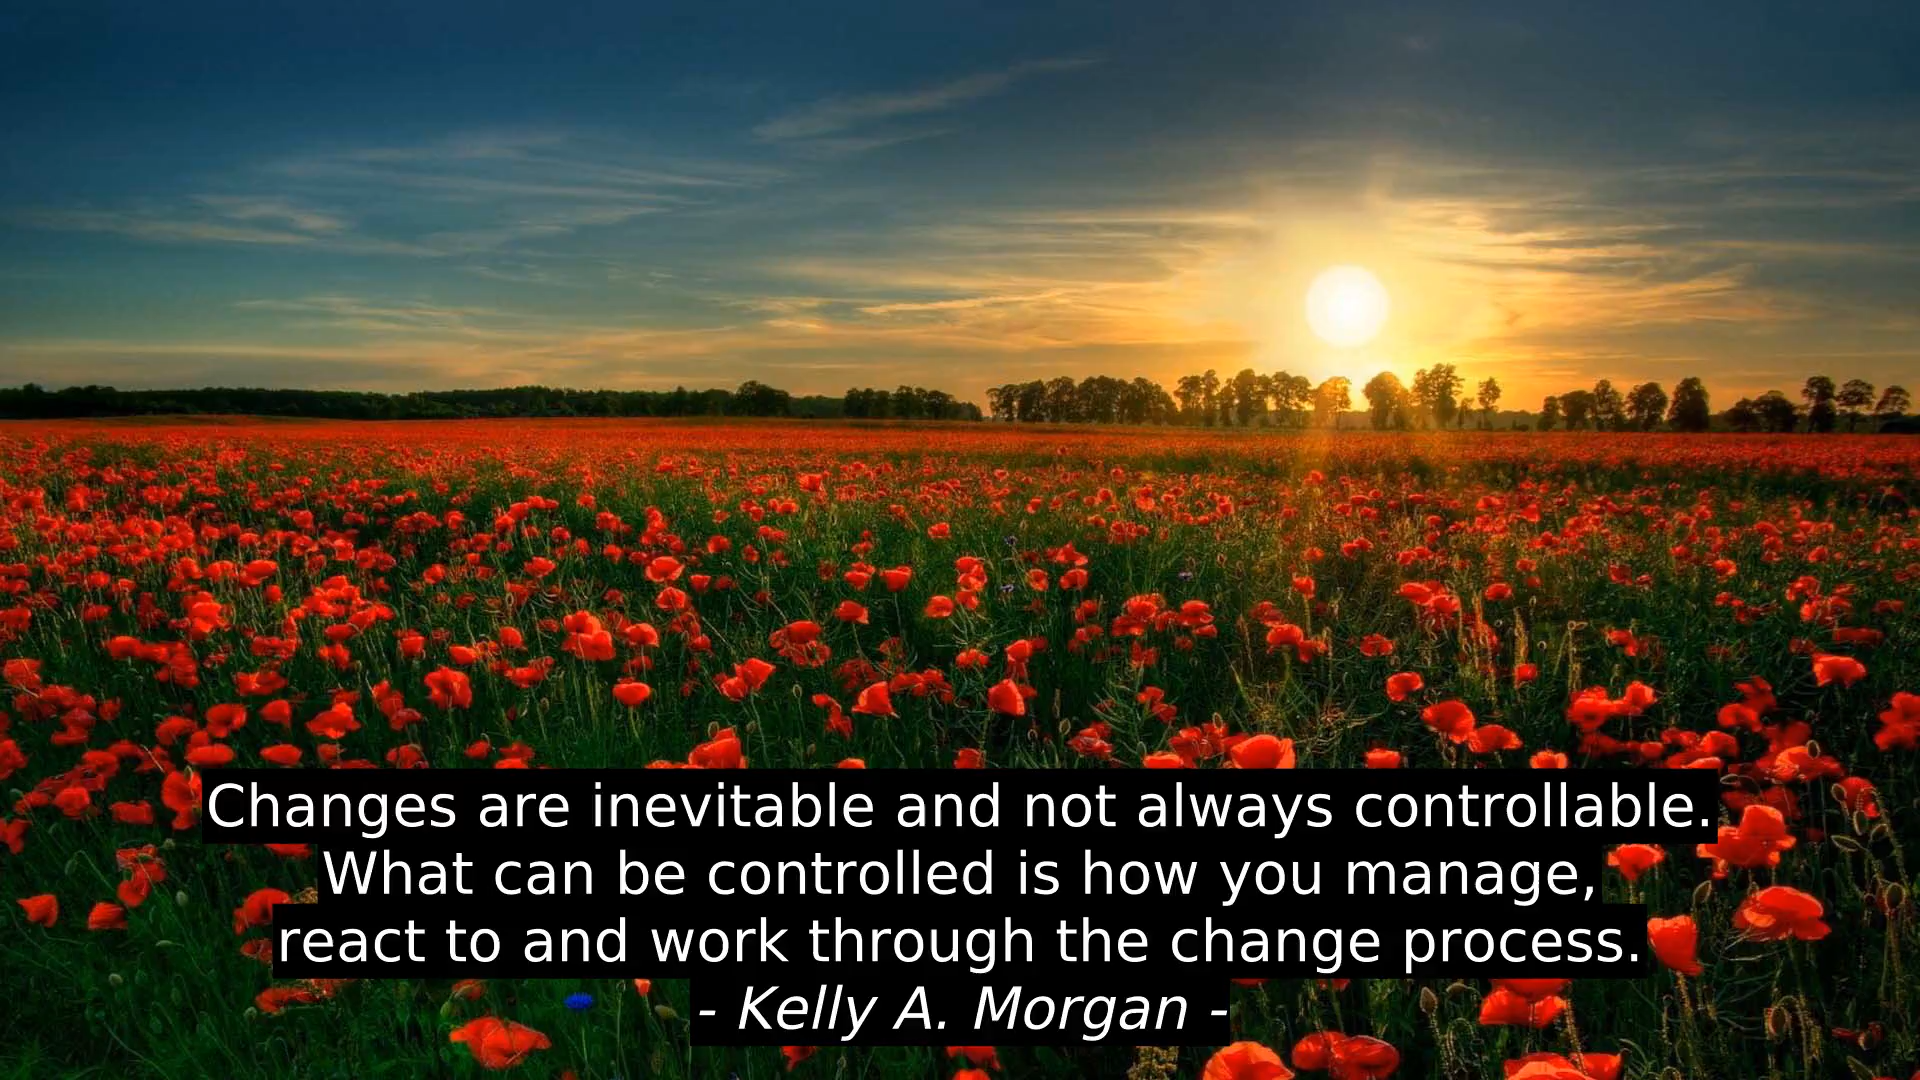 Changes are inevitable and not always controllable.
What can be controlled is how you manage,
react to and work through the change process.
- Kelly A. Morgan -